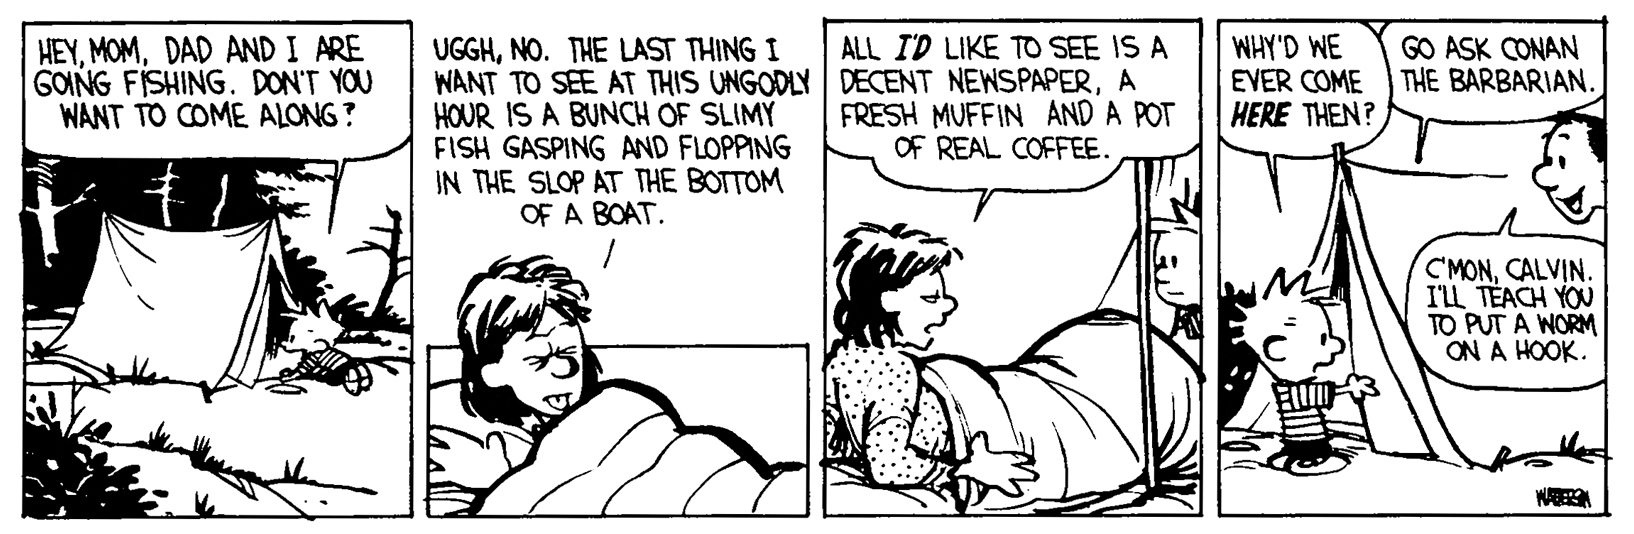 HEY, MOM, DAD AND I ARE
GOING FISHING. DON'T YOU
WANT TO COME ALONG?
UGGH, NO. THE LAST THING I
WANT TO SEE AT THIS UNGODLY
HOUR IS A BUNCH OF SLIMY
FISH GASPING AND FLOPPING
IN THE SLOP AT THE BOTTOM
OF A BOAT.
ALL I'D LIKE TO SEE IS A
DECENT NEWSPAPER, A
FRESH MUFFIN AND A POT
OF REAL COFFEE.
WHY'D WE
EVER COME
HERE THEN?
GO ASK CONAN
THE BARBARIAN.
C'MON, CALVIN.
I'LL TEACH YOU
TO PUT A WORM
ON A HOOK.
WATTERSON